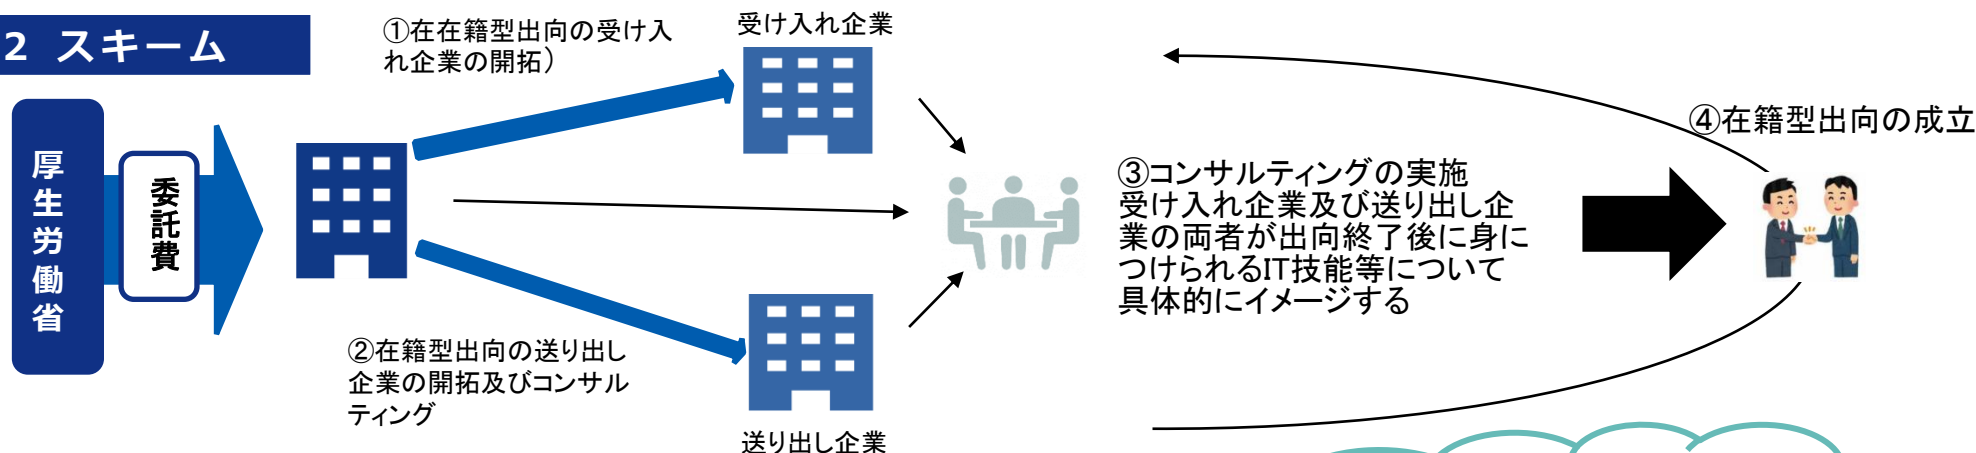 2 スキーム
厚生労働省
委託費
①在在籍型出向の受け入
れ企業の開拓）
受け入れ企業
②在籍型出向の送り出し
企業の開拓及びコンサル
ティング
送り出し企業
③コンサルティングの実施
受け入れ企業及び送り出し企
業の両者が出向終了後に身に
つけられるIT技能等について
具体的にイメージする
④在籍型出向の成立